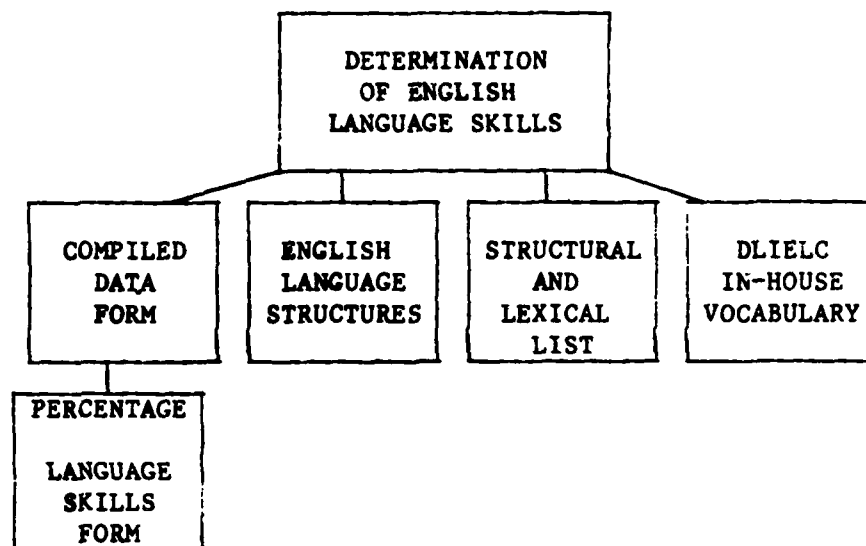 DETERMINATION
OF ENGLISH
LANGUAGE SKILLS
COMPILED
DATA
FORM
ENGLISH
LANGUAGE
STRUCTURES
STRUCTURAL
AND
LEXICAL
LIST
DLIELC
IN-HOUSE
VOCABULARY
PERCENTAGE
LANGUAGE
SKILLS
FORM